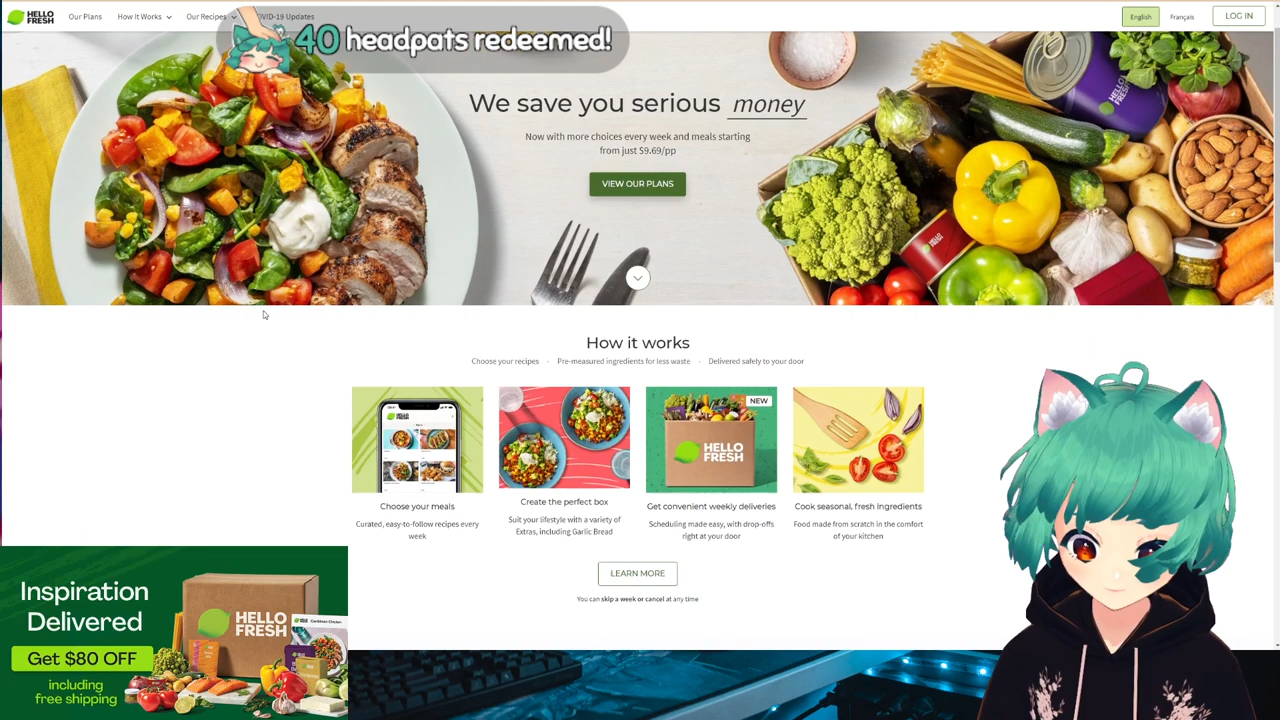 HELLO
FRESH
Our Plans
How It Works
Our Recipes
VID-19 Updates
English
Français
LOG IN
40 headpats redeemed!
We save you serious money
Now with more choices every week and meals starting
from just $9.69/pp
VIEW OUR PLANS
HELLO FRESH
How it works
Choose your recipes - Pre-measured ingredients for less waste - Delivered safely to your door
HELLO
FRESH
NEW
HELLO
FRESH
Choose your meals
Curated, easy-to-follow recipes every
week
Create the perfect box
Suit your lifestyle with a variety of
Extras, including Garlic Bread
Get convenient weekly deliveries
Scheduling made easy, with drop-offs
right at your door
Cook seasonal, fresh ingredients
Food made from scratch in the comfort
of your kitchen
LEARN MORE
You can skip a week or cancel at any time
Inspiration
Delivered
Get $80 OFF
including
free shipping
HELLO
FRESH
Caribbean Chicken